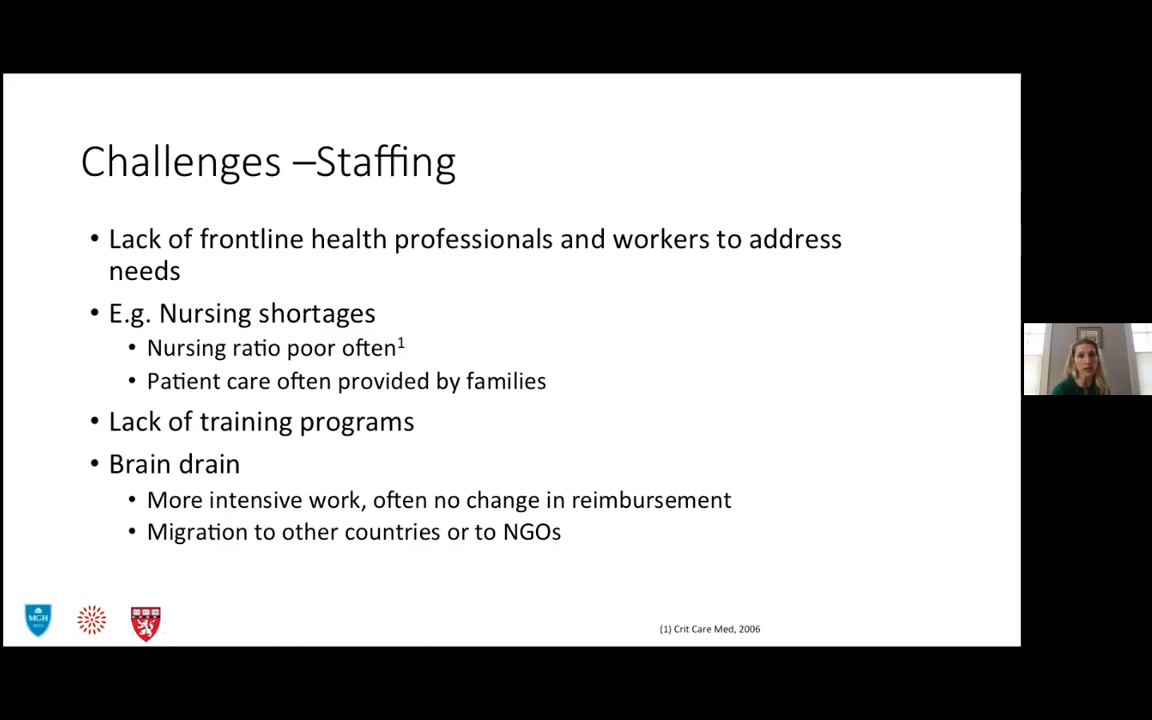 Challenges –Staffing
• Lack of frontline health professionals and workers to address
needs
• E.g. Nursing shortages
• Nursing ratio poor often¹
• Patient care often provided by families
• Lack of training programs
• Brain drain
• More intensive work, often no change in reimbursement
• Migration to other countries or to NGOs
MGH
(1) Crit Care Med, 2006